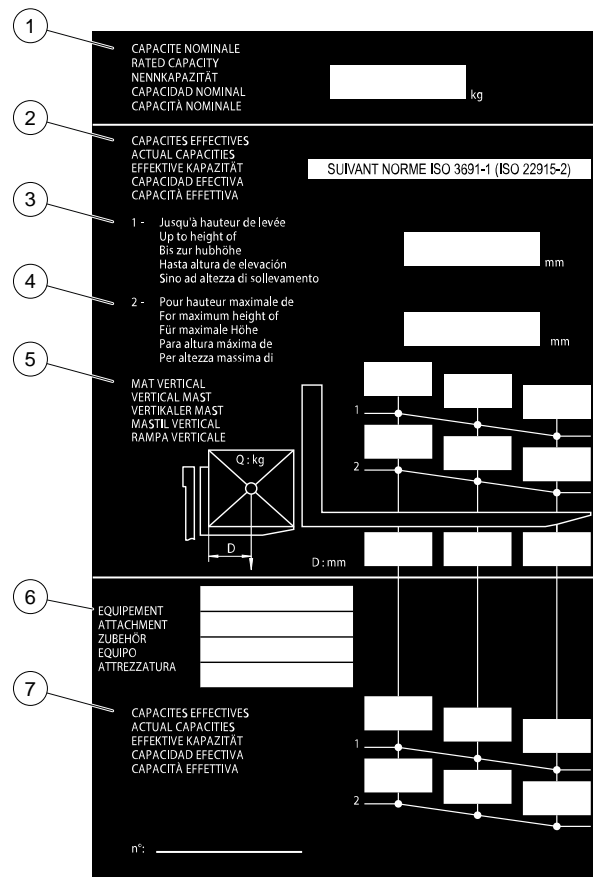 1
CAPACITE NOMINALE
RATED CAPACITY
NENNKAPAZITÄT
CAPACIDAD NOMINAL
CAPACITÀ NOMINALE
kg
2
CAPACITES EFFECTIVES
ACTUAL CAPACITIES
EFFEKTIVE KAPAZITÄT
CAPACIDAD EFECTIVA
CAPACITÀ EFFETTIVA
SUIVANT NORME ISO 3691-1 (ISO 22915-2)
3
1 - Jusqu'à hauteur de levée
Up to height of
Bis zur hubhöhe
Hasta altura de elevación
Sino ad altezza di sollevamento
mm
4
2 - Pour hauteur maximale de
For maximum height of
Für maximale Höhe
Para altura máxima de
Per altezza massima di
mm
5
MAT VERTICAL
VERTICAL MAST
VERTIKALER MAST
MASTIL VERTICAL
RAMPA VERTICALE
1
2
Q : kg
D
D : mm
6
EQUIPEMENT
ATTACHMENT
ZUBEHÖR
EQUIPO
ATTREZZATURA
7
CAPACITES EFFECTIVES
ACTUAL CAPACITIES
EFFEKTIVE KAPAZITÄT
CAPACIDAD EFECTIVA
CAPACITÀ EFFETTIVA
1
2
n°: